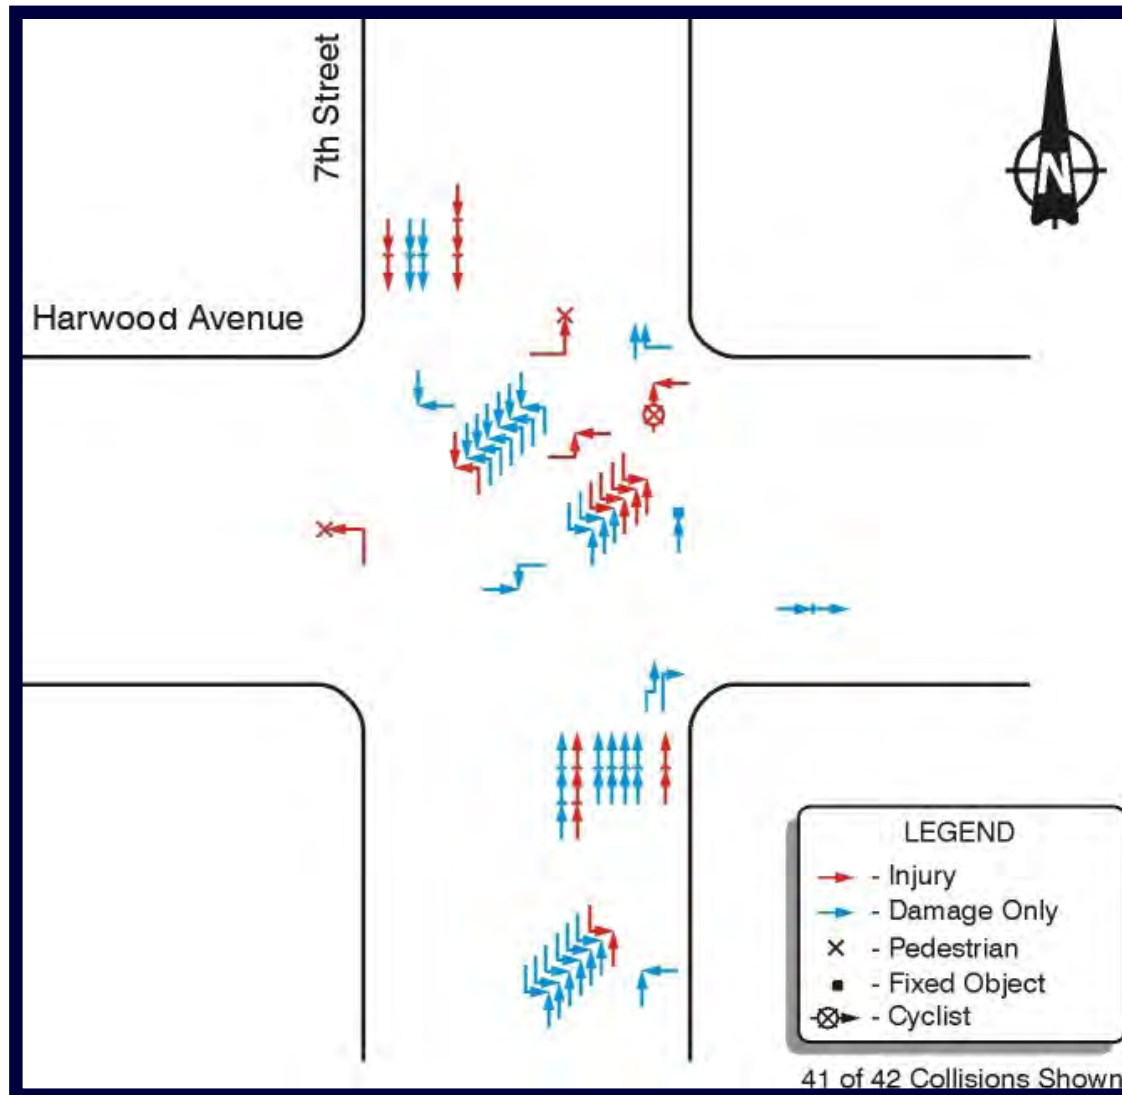 7th Street
N
Harwood Avenue
LEGEND
- Injury
- Damage Only
- Pedestrian
- Fixed Object
- Cyclist
41 of 42 Collisions Shown